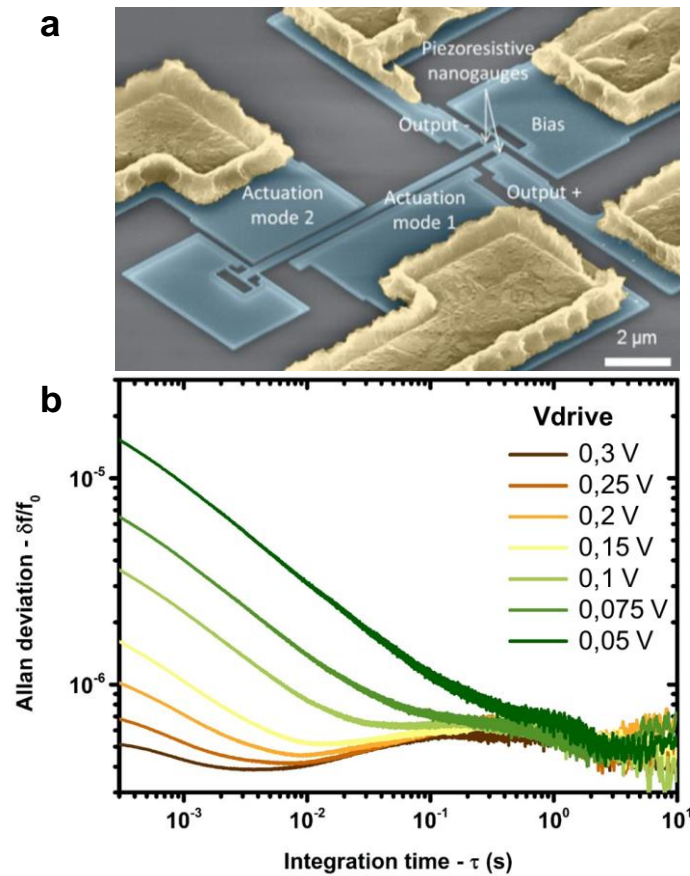 a
Piezoresistive
nanogauges
Output -
Bias
Actuation
mode 2
Actuation
mode 1
Output +
2 µm
b
Vdrive
0,3 V
0,25 V
0,2 V
0,15 V
0,1 V
0,075 V
0,05 V
10⁻⁵
10⁻⁶
Allan deviation - δf/f₀
10⁻³
10⁻²
10⁻¹
10⁰
10¹
Integration time - τ (s)